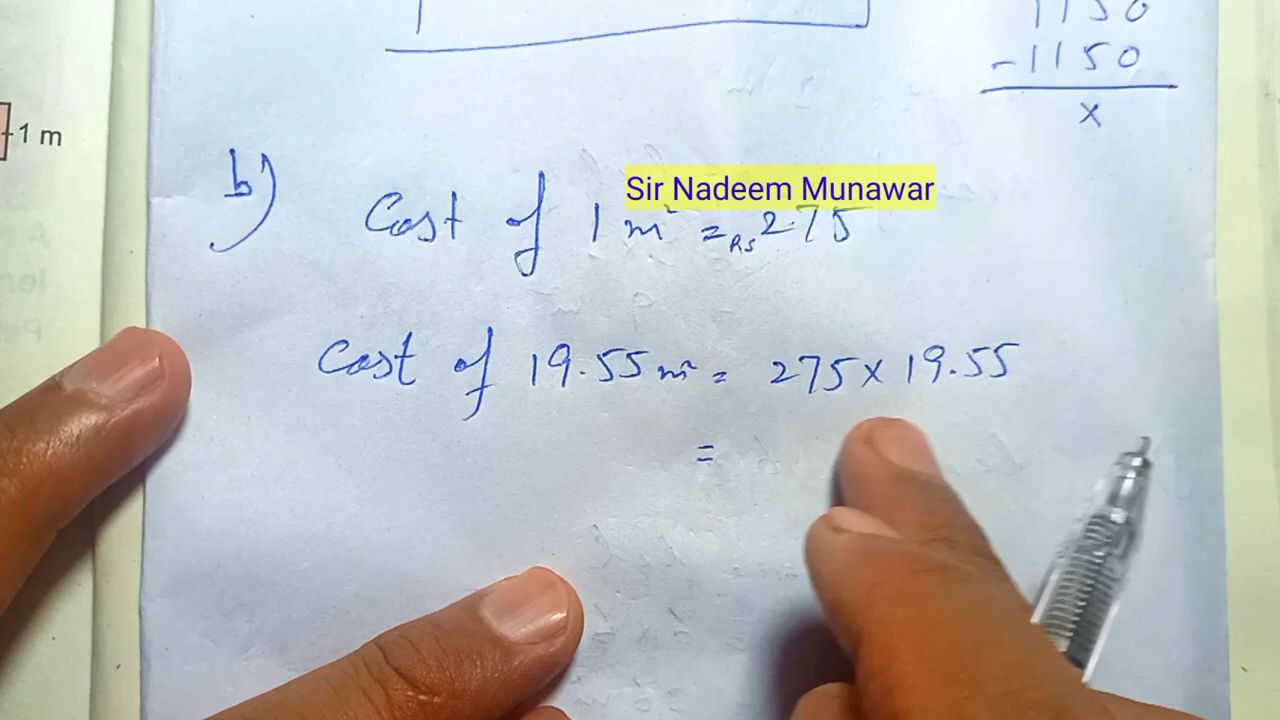 1150
-1150
x
1 m
b)
Sir Nadeem Munawar
Cost of 1 m² = Rs 275
Cost of 19.55 m² = 275 x 19.55
=